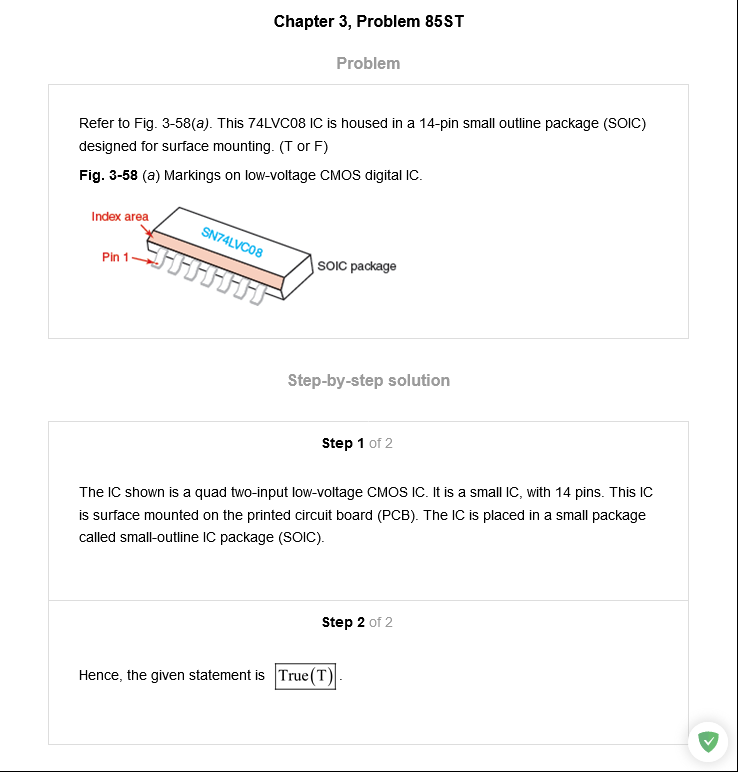 Chapter 3, Problem 85ST
Problem
Refer to Fig. 3-58(a). This 74LVC08 IC is housed in a 14-pin small outline package (SOIC)
designed for surface mounting. (T or F)
Fig. 3-58 (a) Markings on low-voltage CMOS digital IC.
Index area
SN74LVC08
Pin 1
SOIC package
Step-by-step solution
Step 1 of 2
The IC shown is a quad two-input low-voltage CMOS IC. It is a small IC, with 14 pins. This IC
is surface mounted on the printed circuit board (PCB). The IC is placed in a small package
called small-outline IC package (SOIC).
Step 2 of 2
Hence, the given statement is True(T).